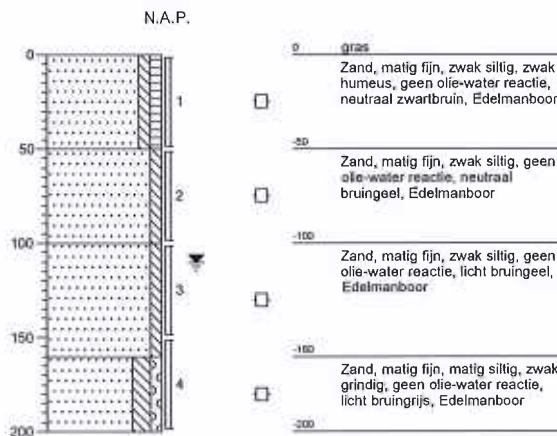 N.A.P.
0
50
100
150
200
1
2
3
4
0 gras
Zand, matig fijn, zwak siltig, zwak
humeus, geen olie-water reactie,
neutraal zwartbruin, Edelmanboor
-50
Zand, matig fijn, zwak siltig, geen
olie-water reactie, neutraal
bruingeel, Edelmanboor
-100
Zand, matig fijn, zwak siltig, geen
olie-water reactie, licht bruingeel,
Edelmanboor
-160
Zand, matig fijn, matig siltig, zwak
grindig, geen olie-water reactie,
licht bruingrijs, Edelmanboor
-200